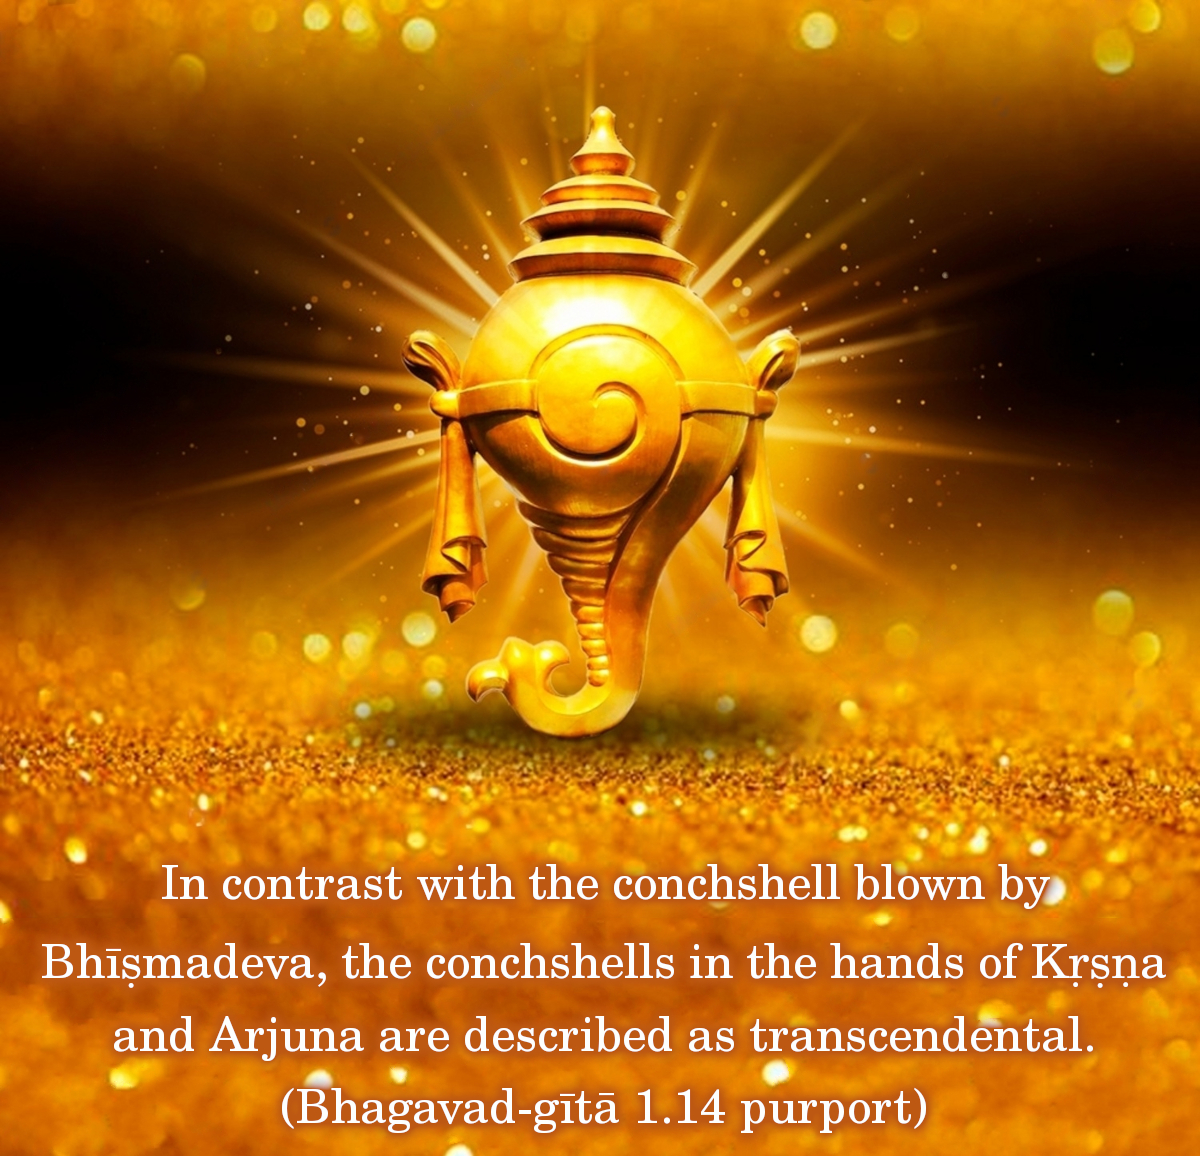 In contrast with the conchshell blown by
Bhīṣmadeva, the conchshells in the hands of Kṛṣṇa
and Arjuna are described as transcendental.
(Bhagavad-gītā 1.14 purport)